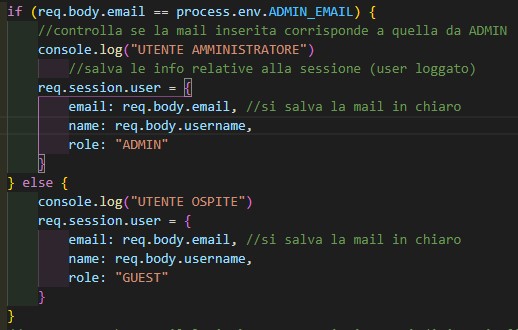 if (req.body.email == process.env.ADMIN_EMAIL) {
//controlla se la mail inserita corrisponde a quella da ADMIN
console.log("UTENTE AMMINISTRATORE")
//salva le info relative alla sessione (user loggato)
req.session.user = {
email: req.body.email, //si salva la mail in chiaro
name: req.body.username,
role: "ADMIN"
}
} else {
console.log("UTENTE OSPITE")
req.session.user = {
email: req.body.email, //si salva la mail in chiaro
name: req.body.username,
role: "GUEST"
}
}